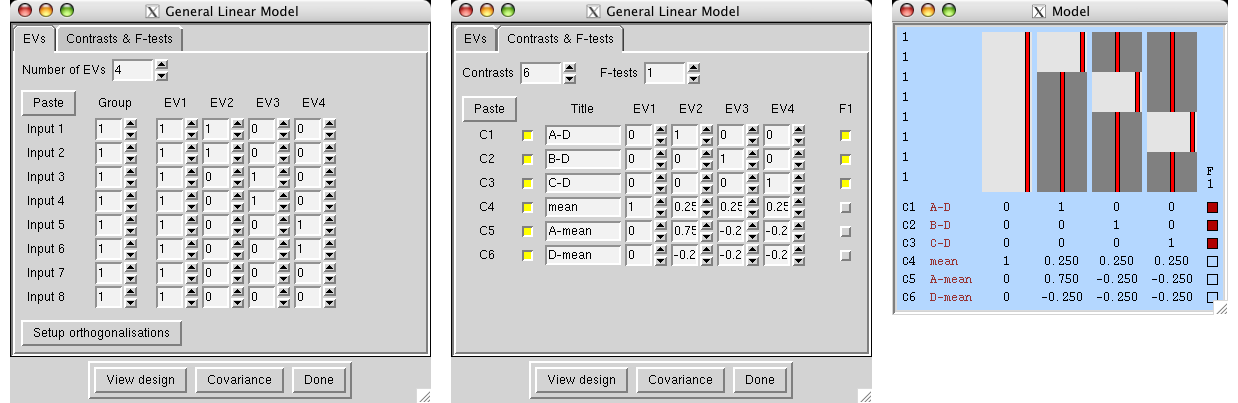 General Linear Model
EVs Contrasts & F-tests
Number of EVs 4
Paste Group EV1 EV2 EV3 EV4
Input 1 1 1 1 0 0
Input 2 1 1 1 0 0
Input 3 1 1 0 1 0
Input 4 1 1 0 1 0
Input 5 1 1 0 0 1
Input 6 1 1 0 0 1
Input 7 1 1 0 0 0
Input 8 1 1 0 0 0
Setup orthogonalisations
View design Covariance Done
General Linear Model
EVs Contrasts & F-tests
Contrasts 6 F-tests 1
Paste Title EV1 EV2 EV3 EV4 F1
C1 A-D 0 1 0 0
C2 B-D 0 0 1 0
C3 C-D 0 0 0 1
C4 mean 1 0.25 0.25 0.25
C5 A-mean 0 0.75 -0.2 -0.2
C6 D-mean 0 -0.2 -0.2 -0.2
View design Covariance Done
Model
1
1
1
1
1
1
1
1
F
1
C1 A-D 0 1 0 0
C2 B-D 0 0 1 0
C3 C-D 0 0 0 1
C4 mean 1 0.250 0.250 0.250
C5 A-mean 0 0.750 -0.250 -0.250
C6 D-mean 0 -0.250 -0.250 -0.250